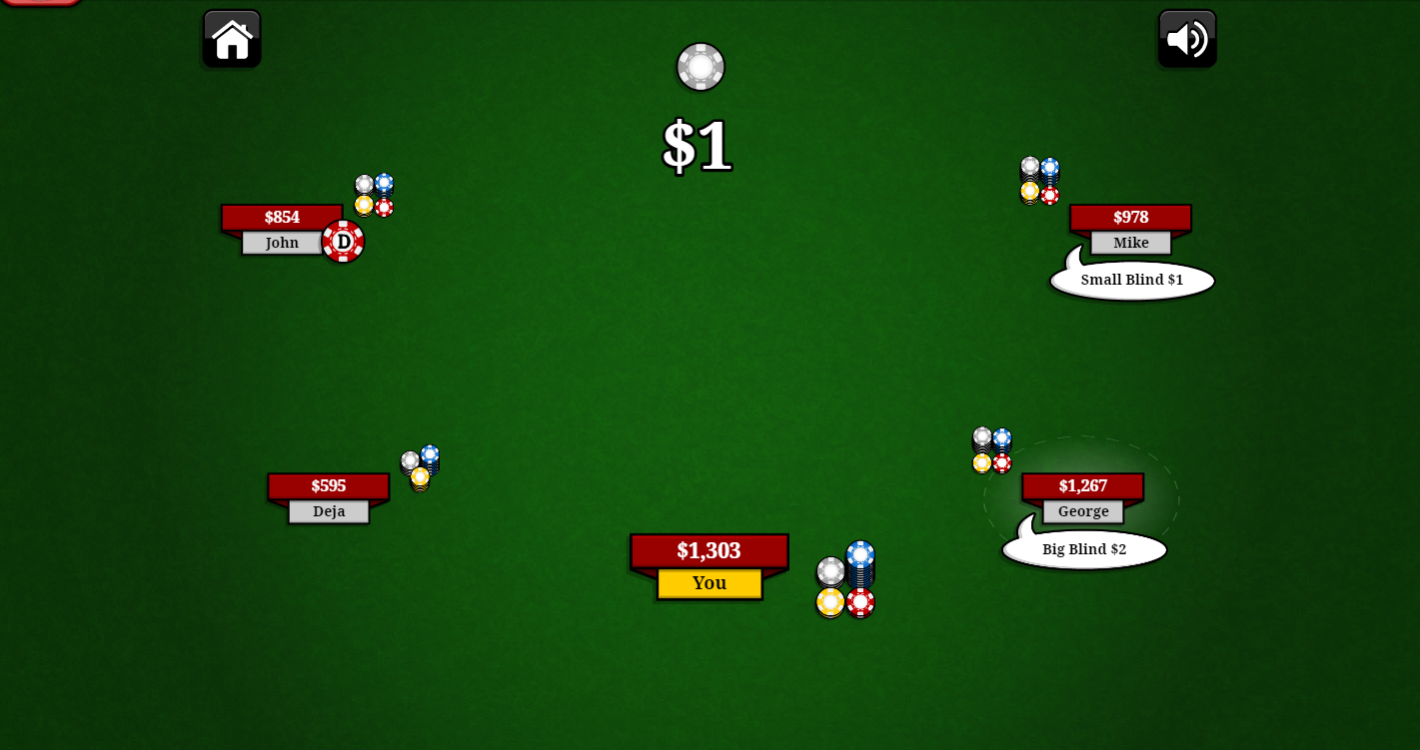 $1
$854
John
D
$978
Mike
Small Blind $1
$595
Deja
$1,267
George
Big Blind $2
$1,303
You